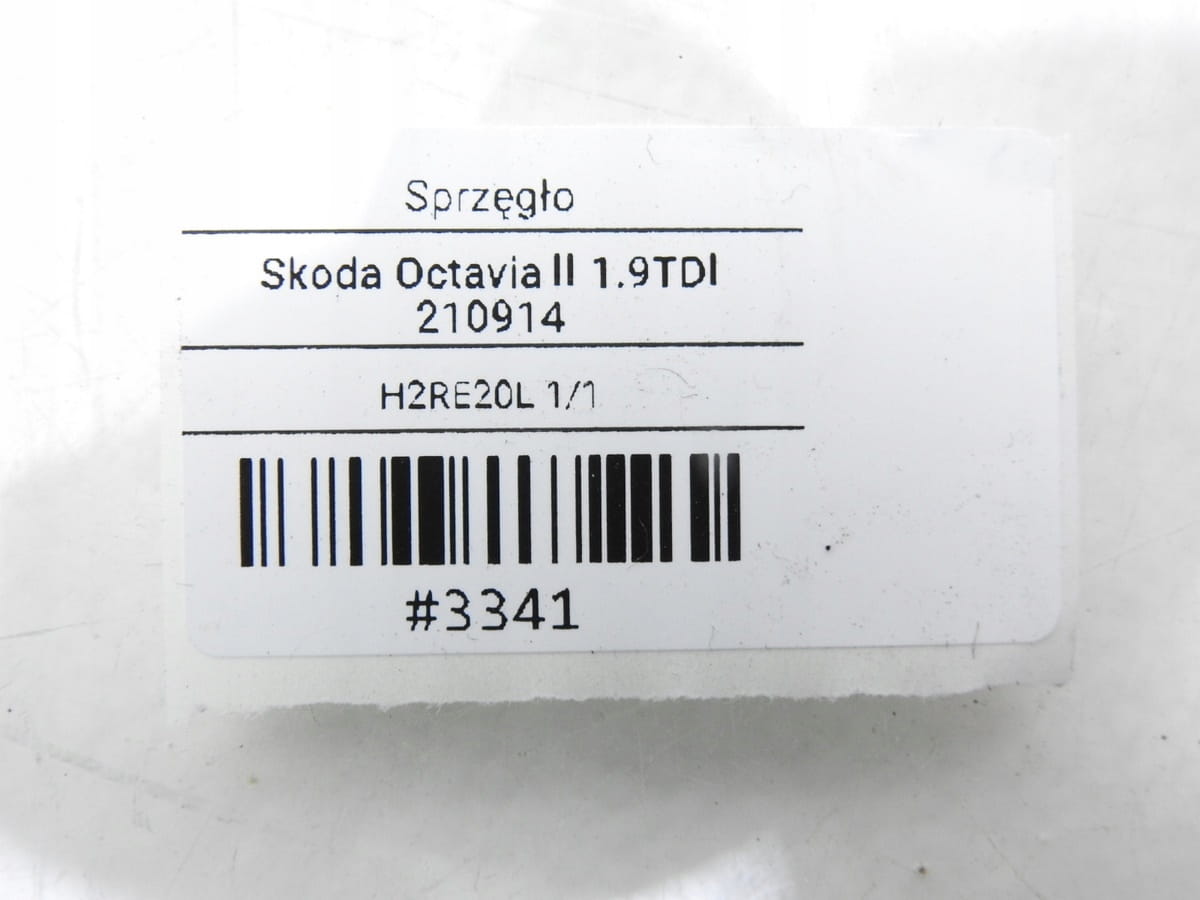 Sprzęgło
Skoda Octavia II 1.9TDI
210914
H2RE20L 1/1
#3341